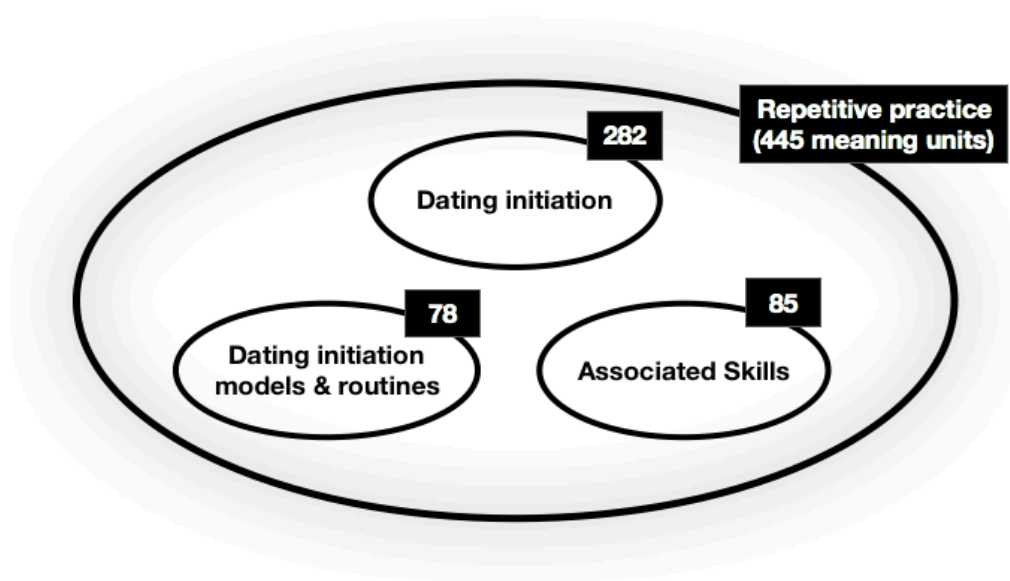 Repetitive practice
(445 meaning units)
282
Dating initiation
78
Dating initiation
models & routines
85
Associated Skills